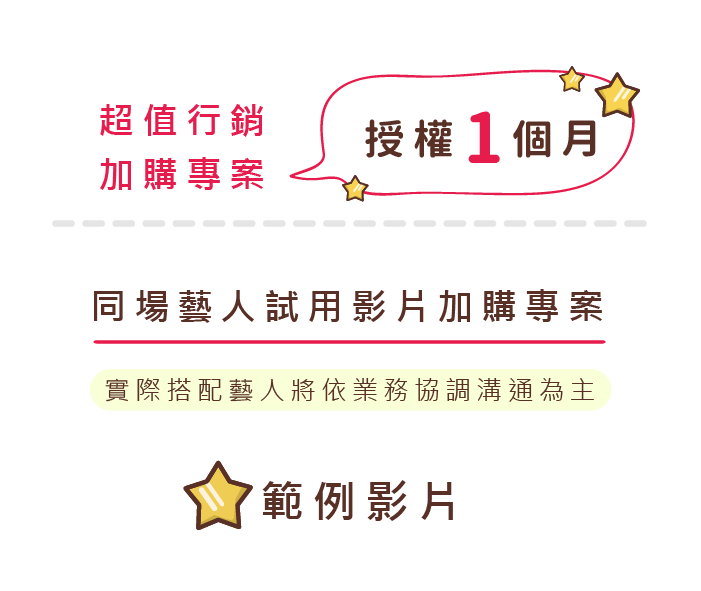 超值行銷
加購專案
授權1個月
同場藝人試用影片加購專案
實際搭配藝人將依業務協調溝通為主
範例影片